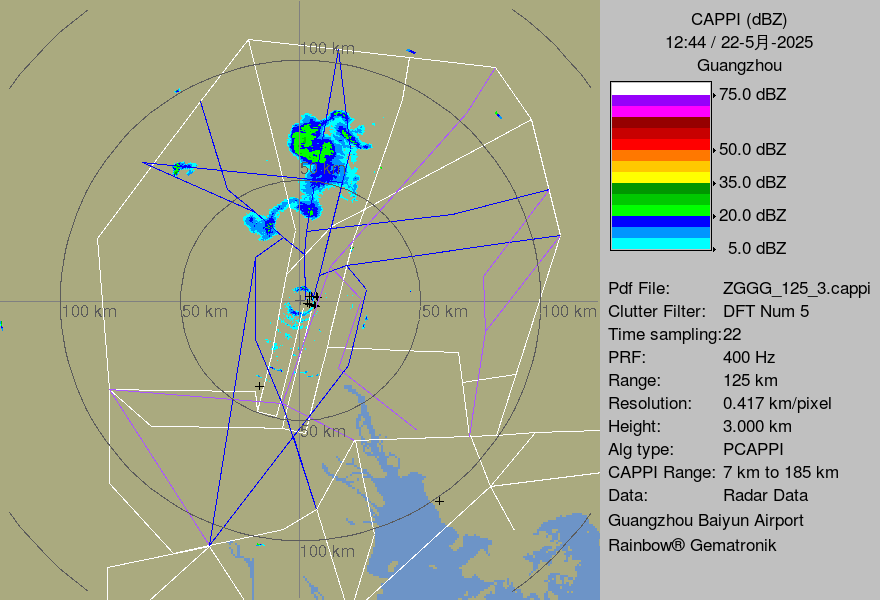 100 km
50 km
100 km
50 km
50 km
100 km
50 km
100 km
CAPPI (dBZ)
12:44 / 22-5月-2025
Guangzhou
75.0 dBZ
50.0 dBZ
35.0 dBZ
20.0 dBZ
5.0 dBZ
Pdf File: ZGGG_125_3.cappi
Clutter Filter: DFT Num 5
Time sampling:22
PRF: 400 Hz
Range: 125 km
Resolution: 0.417 km/pixel
Height: 3.000 km
Alg type: PCAPPI
CAPPI Range: 7 km to 185 km
Data: Radar Data
Guangzhou Baiyun Airport
Rainbow® Gematronik